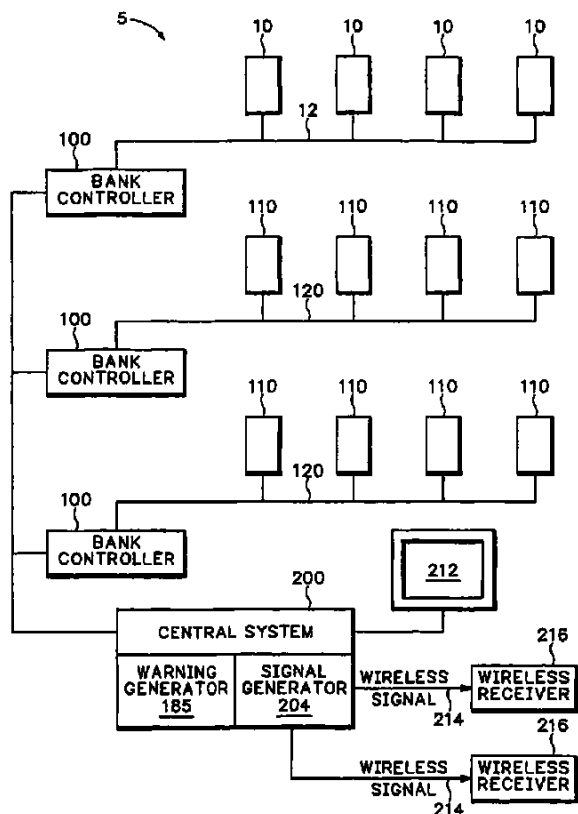 5
10 10 10 10
12
100
BANK
CONTROLLER
110 110 110 110
120
100
BANK
CONTROLLER
110 110 110 110
120
100
BANK
CONTROLLER
212
200
CENTRAL SYSTEM
WARNING
GENERATOR
185
SIGNAL
GENERATOR
204
WIRELESS
SIGNAL
214
216
WIRELESS
RECEIVER
WIRELESS
SIGNAL
214
216
WIRELESS
RECEIVER